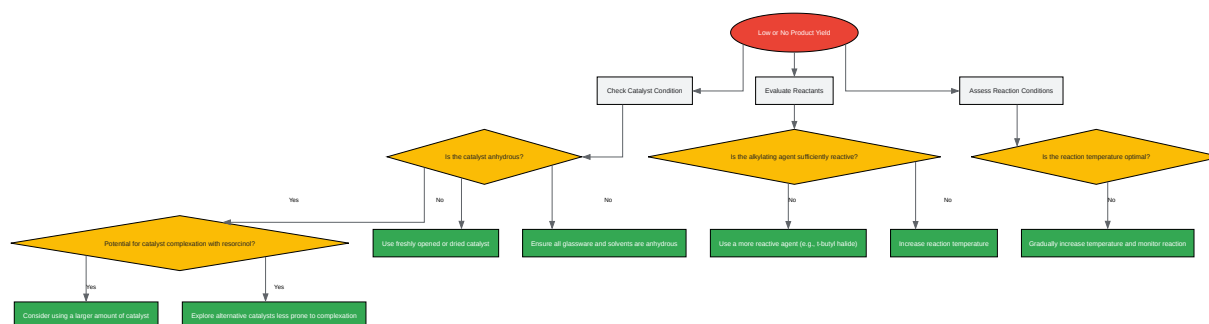 Low or No Product Yield
Check Catalyst Condition
Evaluate Reactants
Assess Reaction Conditions
Is the catalyst anhydrous?
Is the alkylating agent sufficiently reactive?
Is the reaction temperature optimal?
Yes
No
No
No
No
No
Potential for catalyst complexation with resorcinol?
Use freshly opened or dried catalyst
Ensure all glassware and solvents are anhydrous
Use a more reactive agent (e.g., t-butyl halide)
Increase reaction temperature
Gradually increase temperature and monitor reaction
Yes
Yes
Consider using a larger amount of catalyst
Explore alternative catalysts less prone to complexation